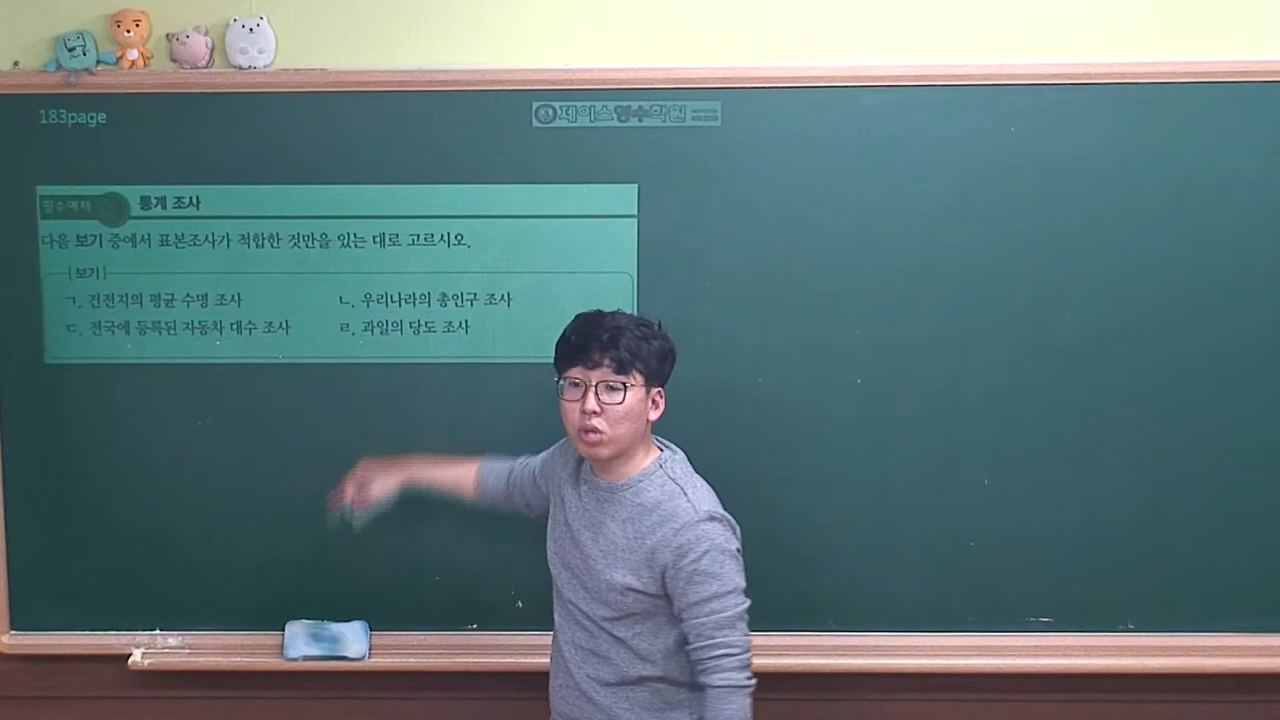 183page
제이스영수학원
필수예제
통계 조사
다음 보기 중에서 표본조사가 적합한 것만을 있는 대로 고르시오.
보기
ㄱ. 건전지의 평균 수명 조사 ㄴ. 우리나라의 총인구 조사
ㄷ. 전국에 등록된 자동차 대수 조사 ㄹ. 과일의 당도 조사